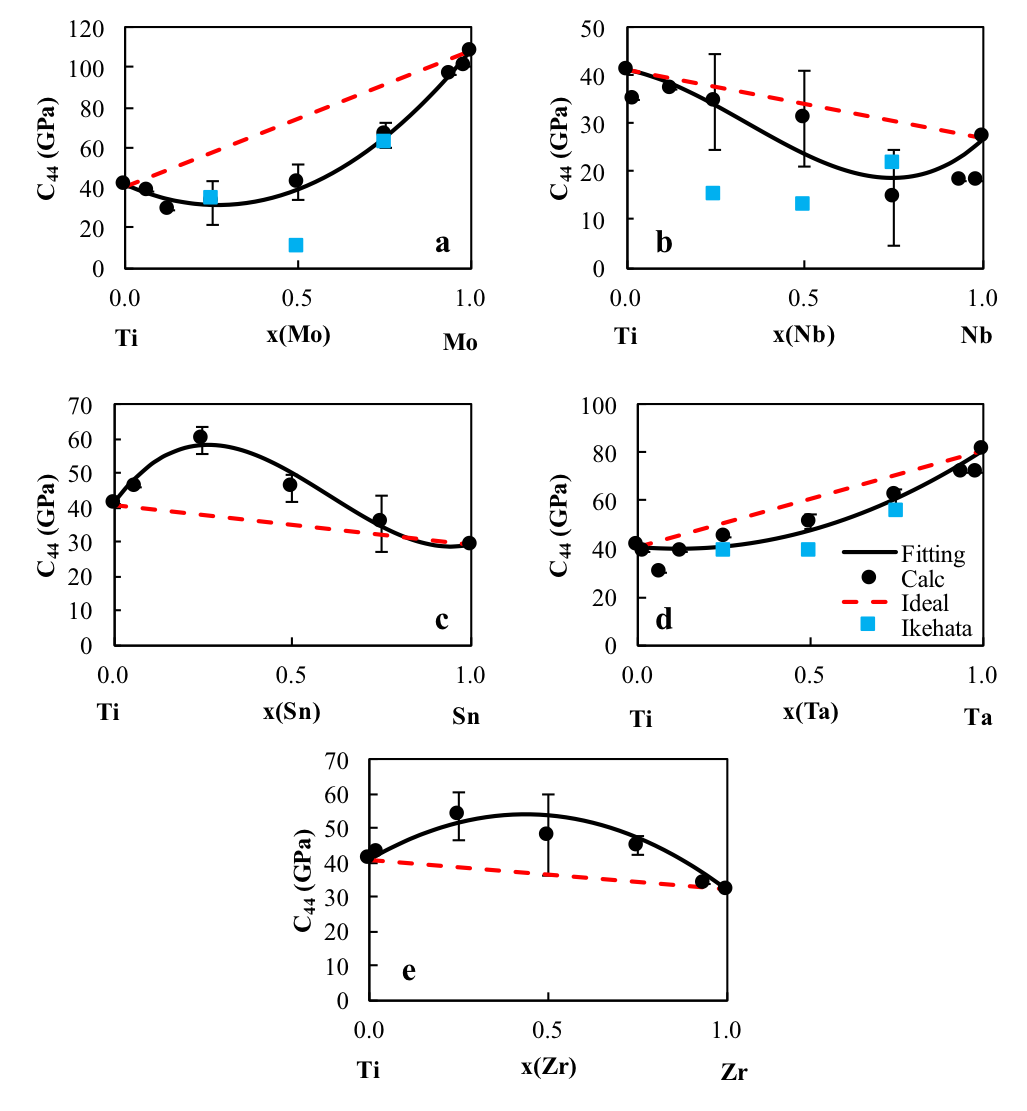 120
100
80
60
40
20
0
C44 (GPa)
a
0.0 0.5 1.0
Ti x(Mo) Mo
50
40
30
20
10
0
C44 (GPa)
b
0.0 0.5 1.0
Ti x(Nb) Nb
70
60
50
40
30
20
10
0
C44 (GPa)
c
0.0 0.5 1.0
Ti x(Sn) Sn
100
80
60
40
20
0
C44 (GPa)
d
Fitting
Calc
Ideal
Ikehata
0.0 0.5 1.0
Ti x(Ta) Ta
70
60
50
40
30
20
10
0
C44 (GPa)
e
0.0 0.5 1.0
Ti x(Zr) Zr